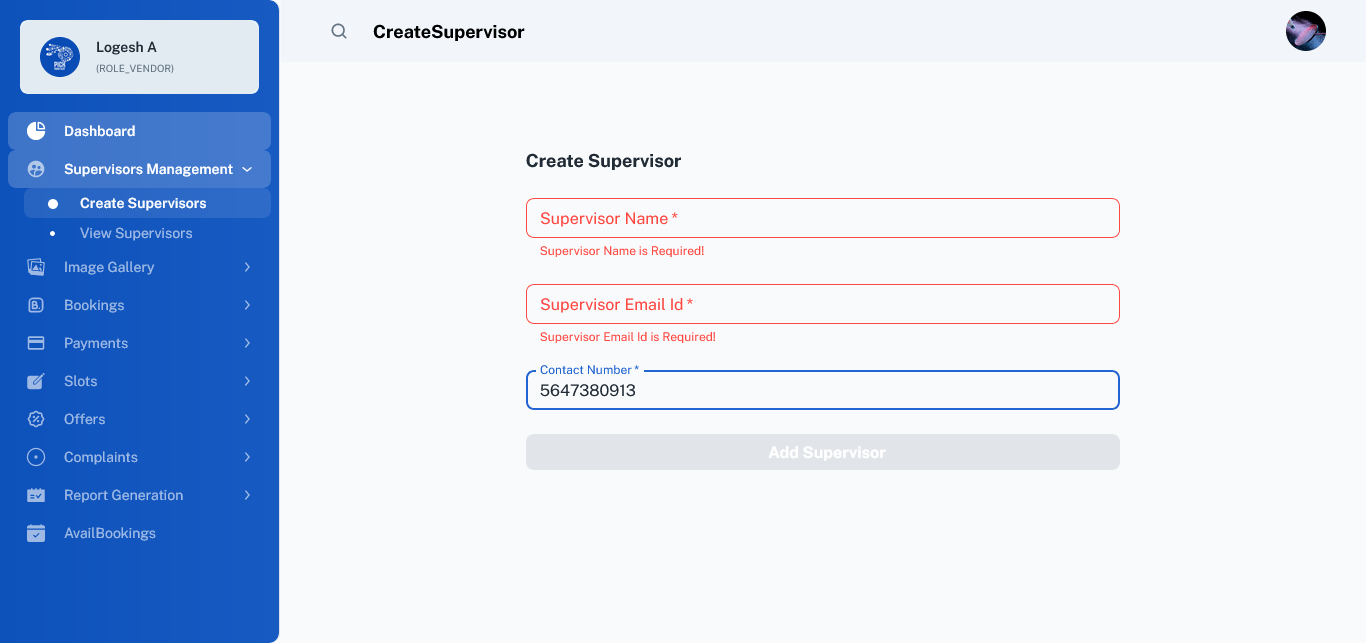 Logesh A
(ROLE_VENDOR)
Dashboard
Supervisors Management
Create Supervisors
View Supervisors
Image Gallery
Bookings
Payments
Slots
Offers
Complaints
Report Generation
AvailBookings
CreateSupervisor
Create Supervisor
Supervisor Name *
Supervisor Name is Required!
Supervisor Email Id *
Supervisor Email Id is Required!
Contact Number *
5647380913
Add Supervisor